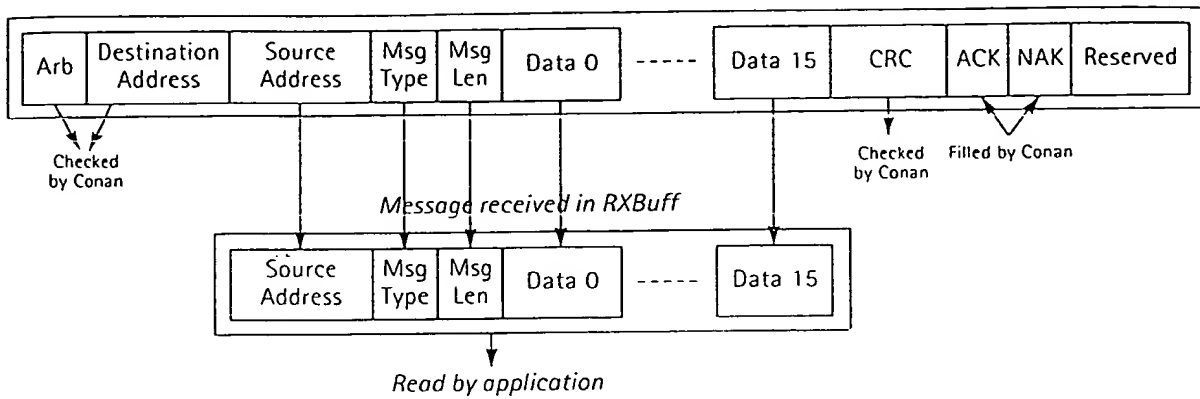 Arb
Destination
Address
Source
Address
Msg
Type
Msg
Len
Data 0
Data 15
CRC
ACK
NAK
Reserved
Checked
by Conan
Checked
by Conan
Filled by Conan
Message received in RXBuff
Source
Address
Msg
Type
Msg
Len
Data 0
Data 15
Read by application